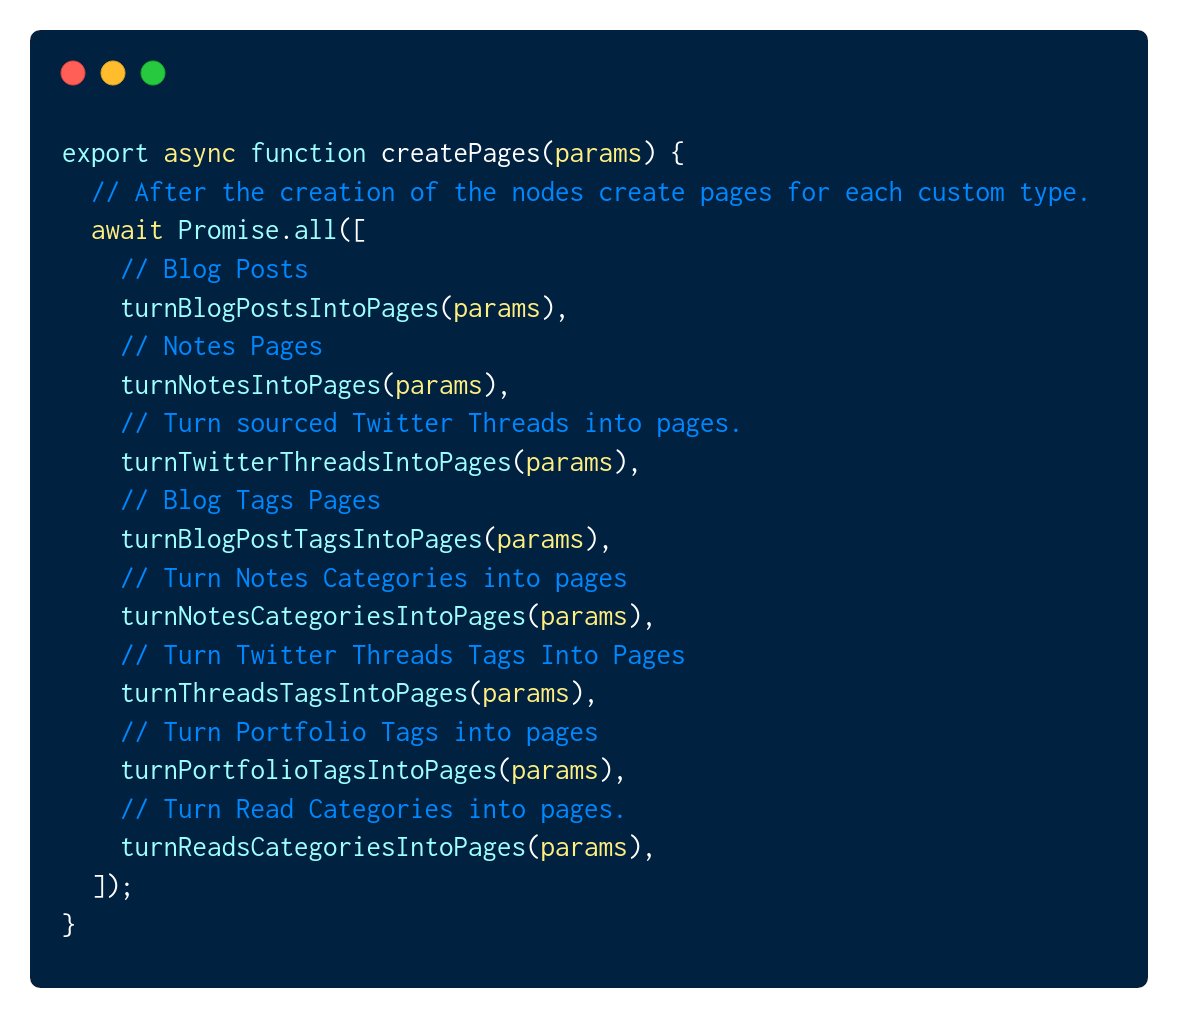 export async function createPages(params) {
  // After the creation of the nodes create pages for each custom type.
  await Promise.all([
    // Blog Posts
    turnBlogPostsIntoPages(params),
    // Notes Pages
    turnNotesIntoPages(params),
    // Turn sourced Twitter Threads into pages.
    turnTwitterThreadsIntoPages(params),
    // Blog Tags Pages
    turnBlogPostTagsIntoPages(params),
    // Turn Notes Categories into pages
    turnNotesCategoriesIntoPages(params),
    // Turn Twitter Threads Tags Into Pages
    turnThreadsTagsIntoPages(params),
    // Turn Portfolio Tags into pages
    turnPortfolioTagsIntoPages(params),
    // Turn Read Categories into pages.
    turnReadsCategoriesIntoPages(params),
  ]);
}